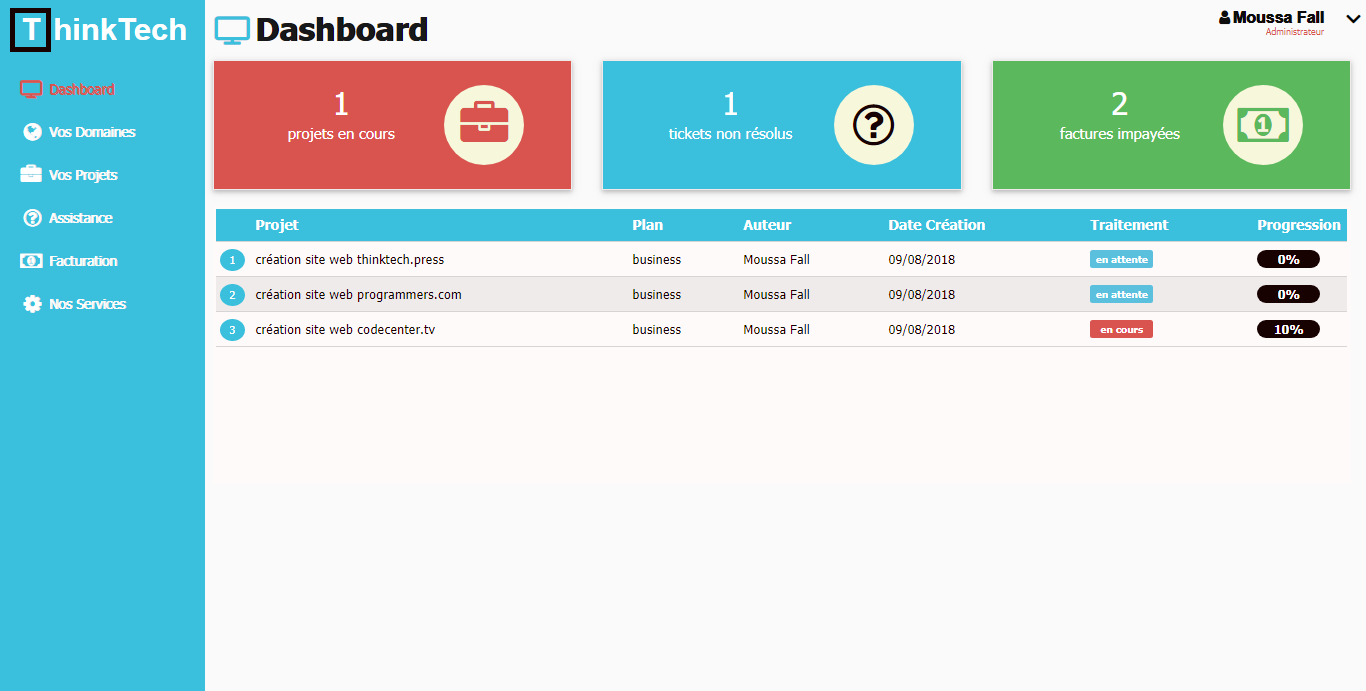 ThinkTech
Dashboard
Vos Domaines
Vos Projets
Assistance
Facturation
Nos Services
Dashboard
Moussa Fall
Administrateur
1
projets en cours
1
tickets non résolus
?
2
factures impayées
1
Projet Plan Auteur Date Création Traitement Progression
1 création site web thinktech.press business Moussa Fall 09/08/2018 en attente 0%
2 création site web programmers.com business Moussa Fall 09/08/2018 en attente 0%
3 création site web codecenter.tv business Moussa Fall 09/08/2018 en cours 10%